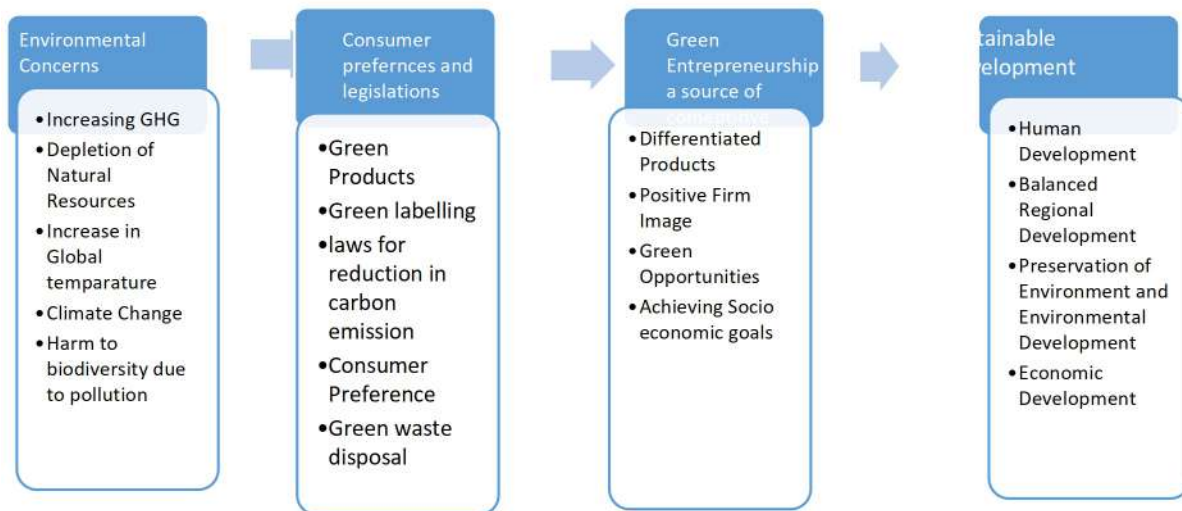 Environmental
Concerns
•Increasing GHG
•Depletion of
Natural
Resources
•Increase in
Global
temparature
•Climate Change
•Harm to
biodiversity due
to pollution
Consumer
prefernces and
legislations
•Green
Products
•Green labelling
•laws for
reduction in
carbon
emission
•Consumer
Preference
•Green waste
disposal
Green
Entrepreneurship
a source of
•Differentiated
Products
•Positive Firm
Image
•Green
Opportunities
•Achieving Socio
economic goals
tainable
velopment
•Human
Development
•Balanced
Regional
Development
•Preservation of
Environment and
Environmental
Development
•Economic
Development